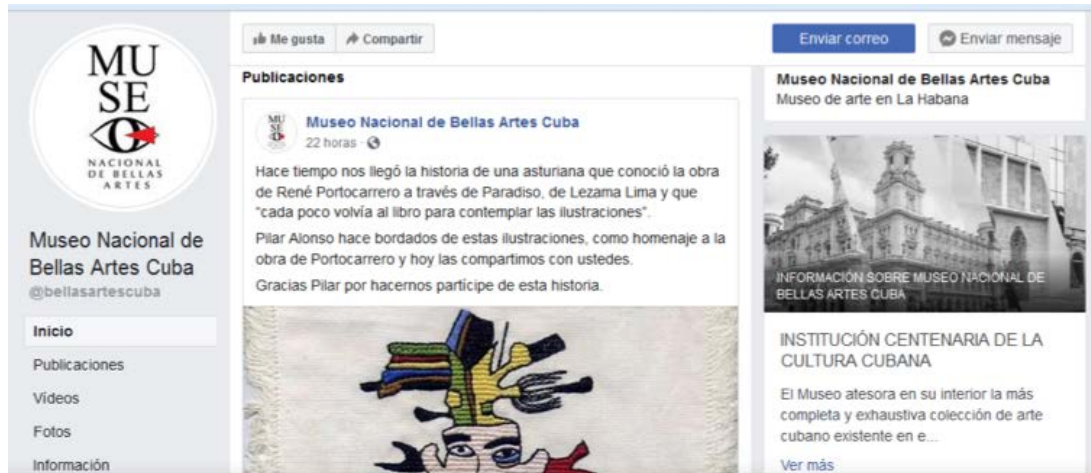 MU
SE
O
NACIONAL
DE BELLAS
ARTES
Museo Nacional de
Bellas Artes Cuba
@bellasartescuba
Inicio
Publicaciones
Vídeos
Fotos
Información
Me gusta
Compartir
Publicaciones
MU
SE
Museo Nacional de Bellas Artes Cuba
22 horas ·
Hace tiempo nos llegó la historia de una asturiana que conoció la obra
de René Portocarrero a través de Paradiso, de Lezama Lima y que
"cada poco volvía al libro para contemplar las ilustraciones".
Pilar Alonso hace bordados de estas ilustraciones, como homenaje a la
obra de Portocarrero y hoy las compartimos con ustedes.
Gracias Pilar por hacernos partícipe de esta historia.
Enviar correo
Enviar mensaje
Museo Nacional de Bellas Artes Cuba
Museo de arte en La Habana
INFORMACIÓN SOBRE MUSEO NACIONAL DE
BELLAS ARTES CUBA
INSTITUCIÓN CENTENARIA DE LA
CULTURA CUBANA
El Museo atesora en su interior la más
completa y exhaustiva colección de arte
cubano existente en e...
Ver más